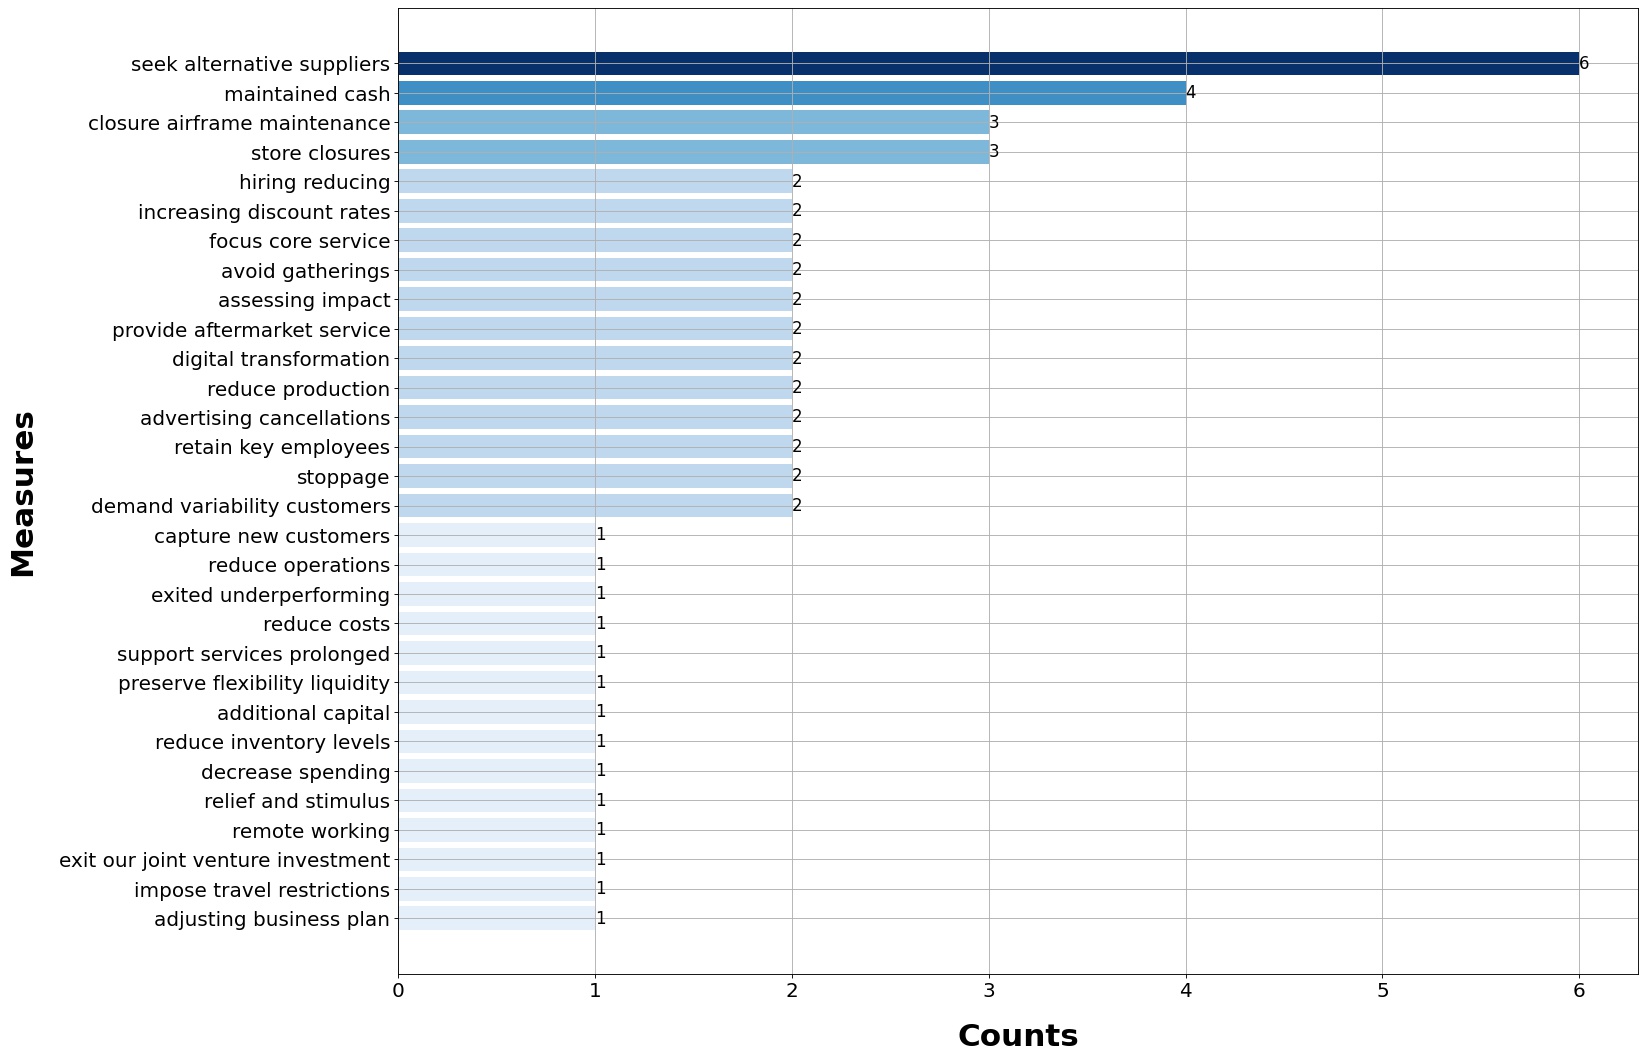 seek alternative suppliers 6
maintained cash 4
closure airframe maintenance 3
store closures 3
hiring reducing 2
increasing discount rates 2
focus core service 2
avoid gatherings 2
assessing impact 2
provide aftermarket service 2
digital transformation 2
reduce production 2
advertising cancellations 2
retain key employees 2
stoppage 2
demand variability customers 2
capture new customers 1
reduce operations 1
exited underperforming 1
reduce costs 1
support services prolonged 1
preserve flexibility liquidity 1
additional capital 1
reduce inventory levels 1
decrease spending 1
relief and stimulus 1
remote working 1
exit our joint venture investment 1
impose travel restrictions 1
adjusting business plan 1
Measures
0 1 2 3 4 5 6
Counts